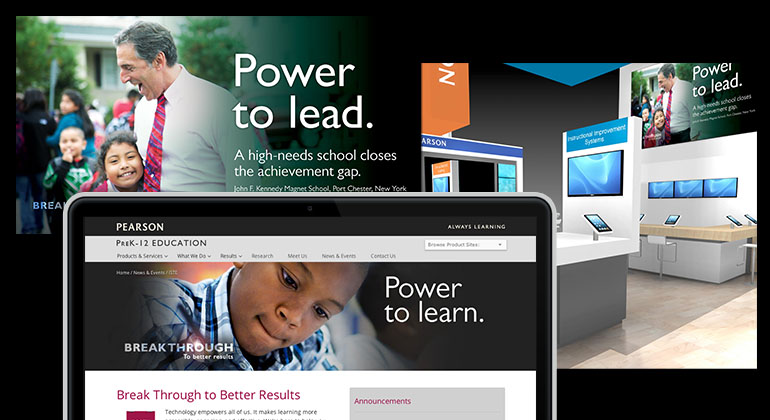 Power
to lead.
A high-needs school closes
the achievement gap.
John F. Kennedy Magnet School, Port Chester, New York
BREAK
NO
PEARSON
Instructional Improvement
Systems
Power
to lead.
A high-needs school closes
the achievement gap.
PEARSON
ALWAYS LEARNING
PREK-12 EDUCATION
Browse Product Sites:
Products & Services
What We Do
Results
Research
Meet Us
News & Events
Contact Us
Home / News & Events / ISTE
Power
to learn.
BREAKTHROUGH
To better results
Break Through to Better Results
Announcements
Technology empowers all of us. It makes learning more